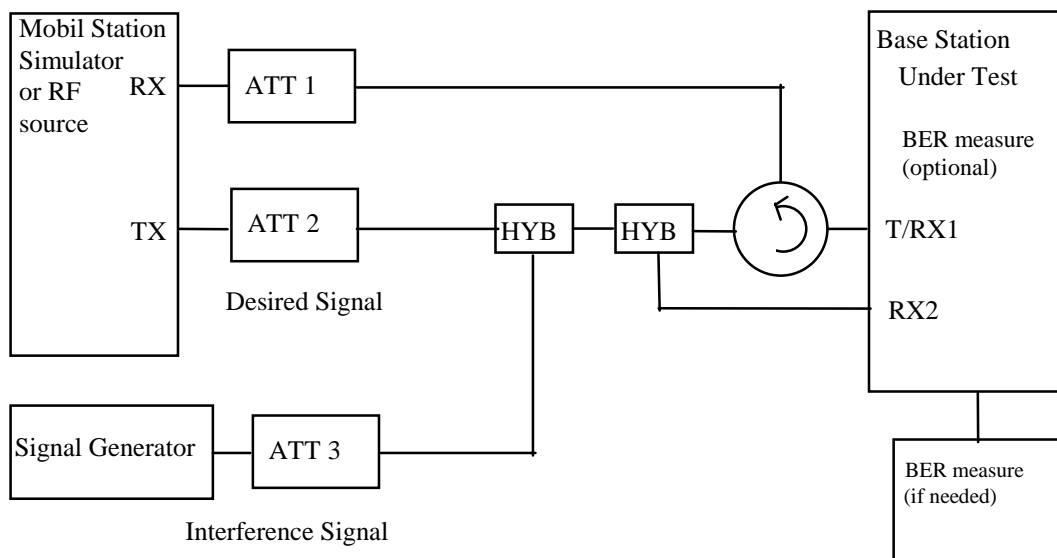 Mobil Station
Simulator
or RF
source
RX
TX
ATT 1
ATT 2
Desired Signal
HYB
HYB
Base Station
Under Test
BER measure
(optional)
T/RX1
RX2
Signal Generator
ATT 3
Interference Signal
BER measure
(if needed)